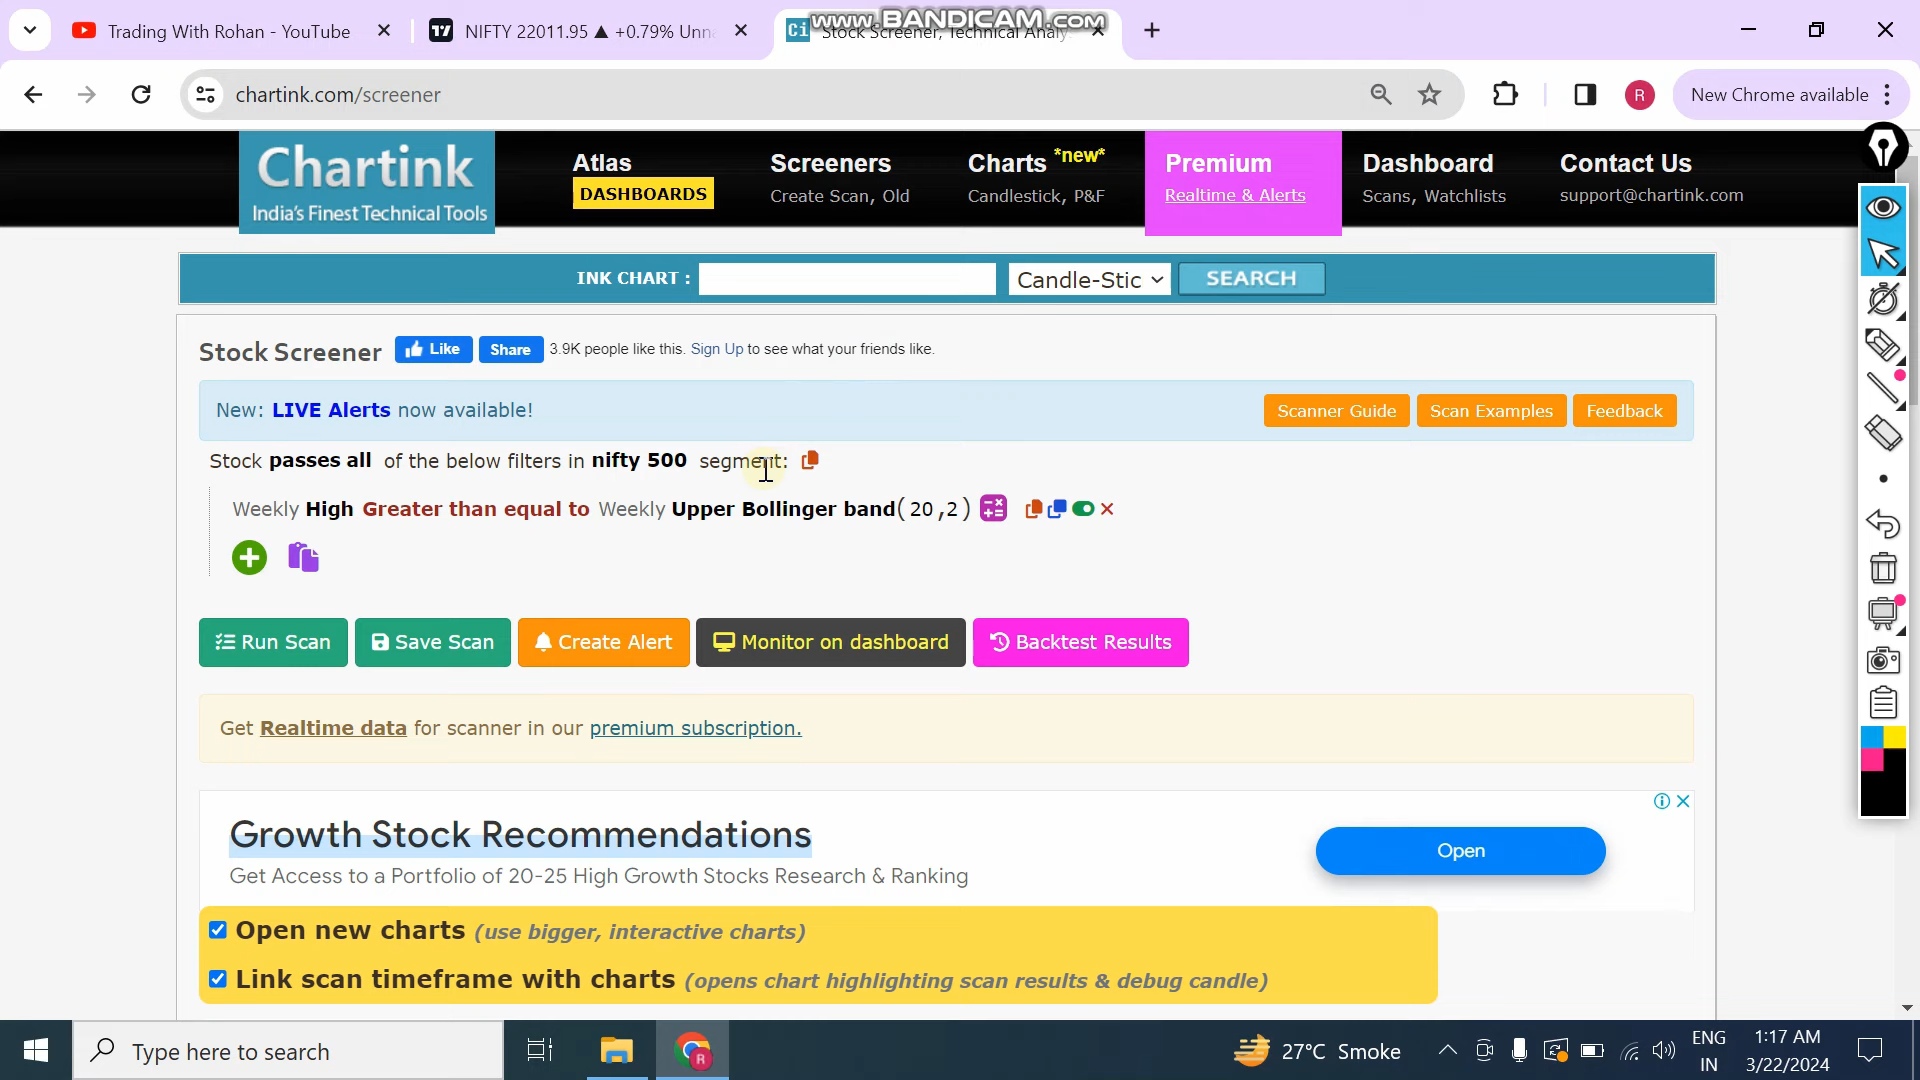 www.BANDICAM.com
Trading With Rohan - YouTube
NIFTY 22011.95 ▲ +0.79% Unna
Ci Stock Screener, Technical Analy
chartink.com/screener
R
New Chrome available
Chartink
India's Finest Technical Tools
Atlas
DASHBOARDS
Screeners
Create Scan, Old
Charts *new*
Candlestick, P&F
Premium
Realtime & Alerts
Dashboard
Scans, Watchlists
Contact Us
support@chartink.com
INK CHART :
Candle-Stic
SEARCH
Stock Screener
Like
Share
3.9K people like this. Sign Up to see what your friends like.
New: LIVE Alerts now available!
Scanner Guide
Scan Examples
Feedback
Stock passes all of the below filters in nifty 500 segment:
Weekly High Greater than equal to Weekly Upper Bollinger band( 20 ,2 )
Run Scan
Save Scan
Create Alert
Monitor on dashboard
Backtest Results
Get Realtime data for scanner in our premium subscription.
Growth Stock Recommendations
Get Access to a Portfolio of 20-25 High Growth Stocks Research & Ranking
Open
Open new charts (use bigger, interactive charts)
Link scan timeframe with charts (opens chart highlighting scan results & debug candle)
Type here to search
R
27°C Smoke
ENG
IN
1:17 AM
3/22/2024